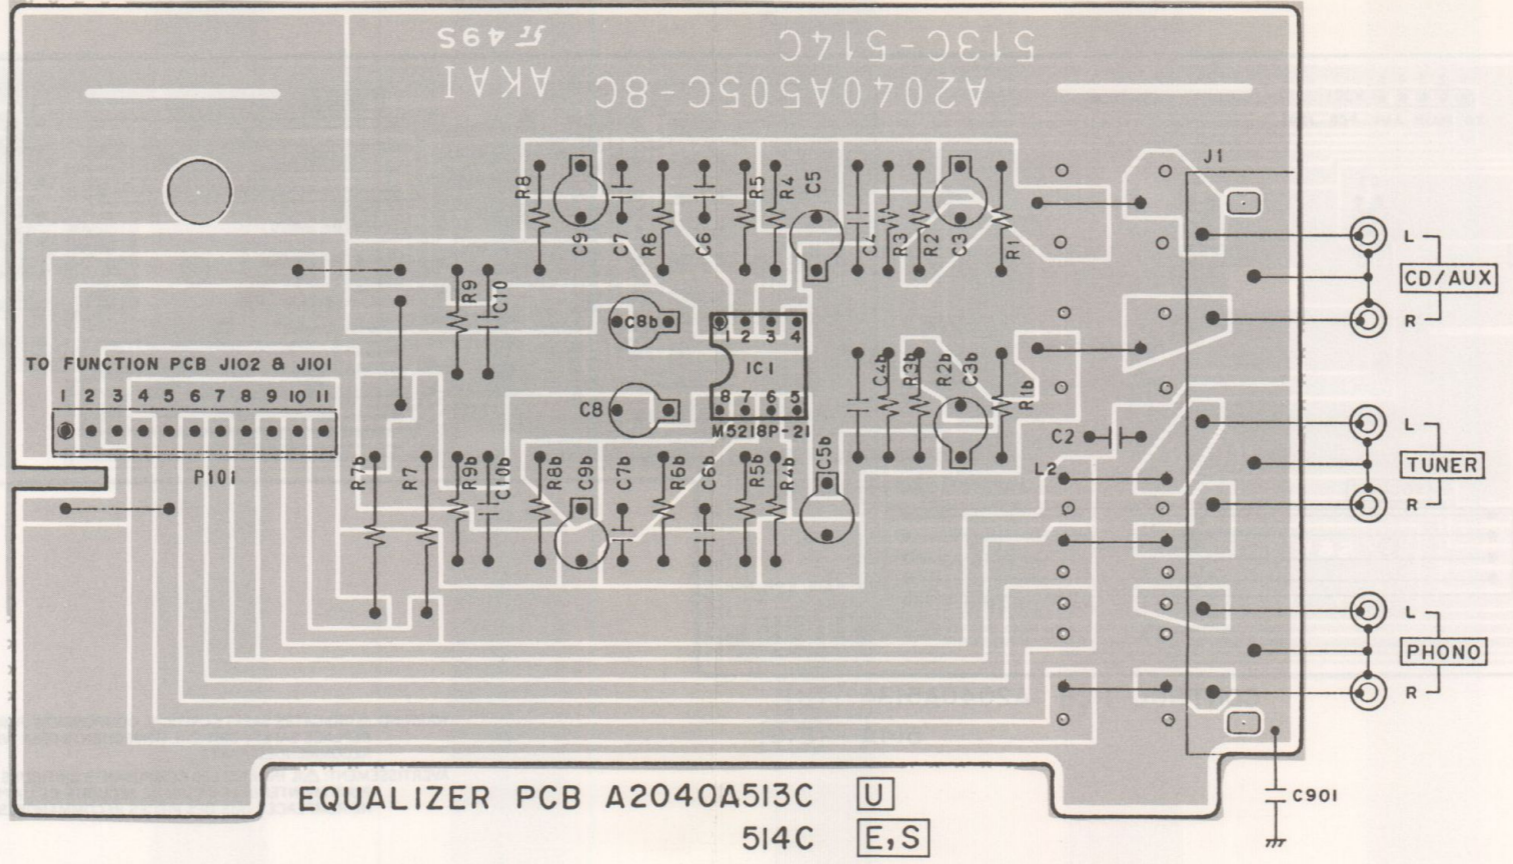 513C-514C
A2040A505C-8C
49S
AKAI
J1
R8
C9
C7
R6
C6
R5
R4
C5
C4
R3
R2
C3
R1
L
CD/AUX
R
R9
C10
C8b
1 2 3 4
IC1
8 7 6 5
M5218P-21
C8
C4b
R3b
R2b
C3b
R1b
TO FUNCTION PCB J102 & J101
1 2 3 4 5 6 7 8 9 10 11
P101
C2
L2
L
TUNER
R
R7b
R7
R9b
C10b
R8b
C9b
C7b
R6b
C6b
R5b
R4b
C5b
L
PHONO
R
C901
EQUALIZER PCB A2040A513C U
514C E,S